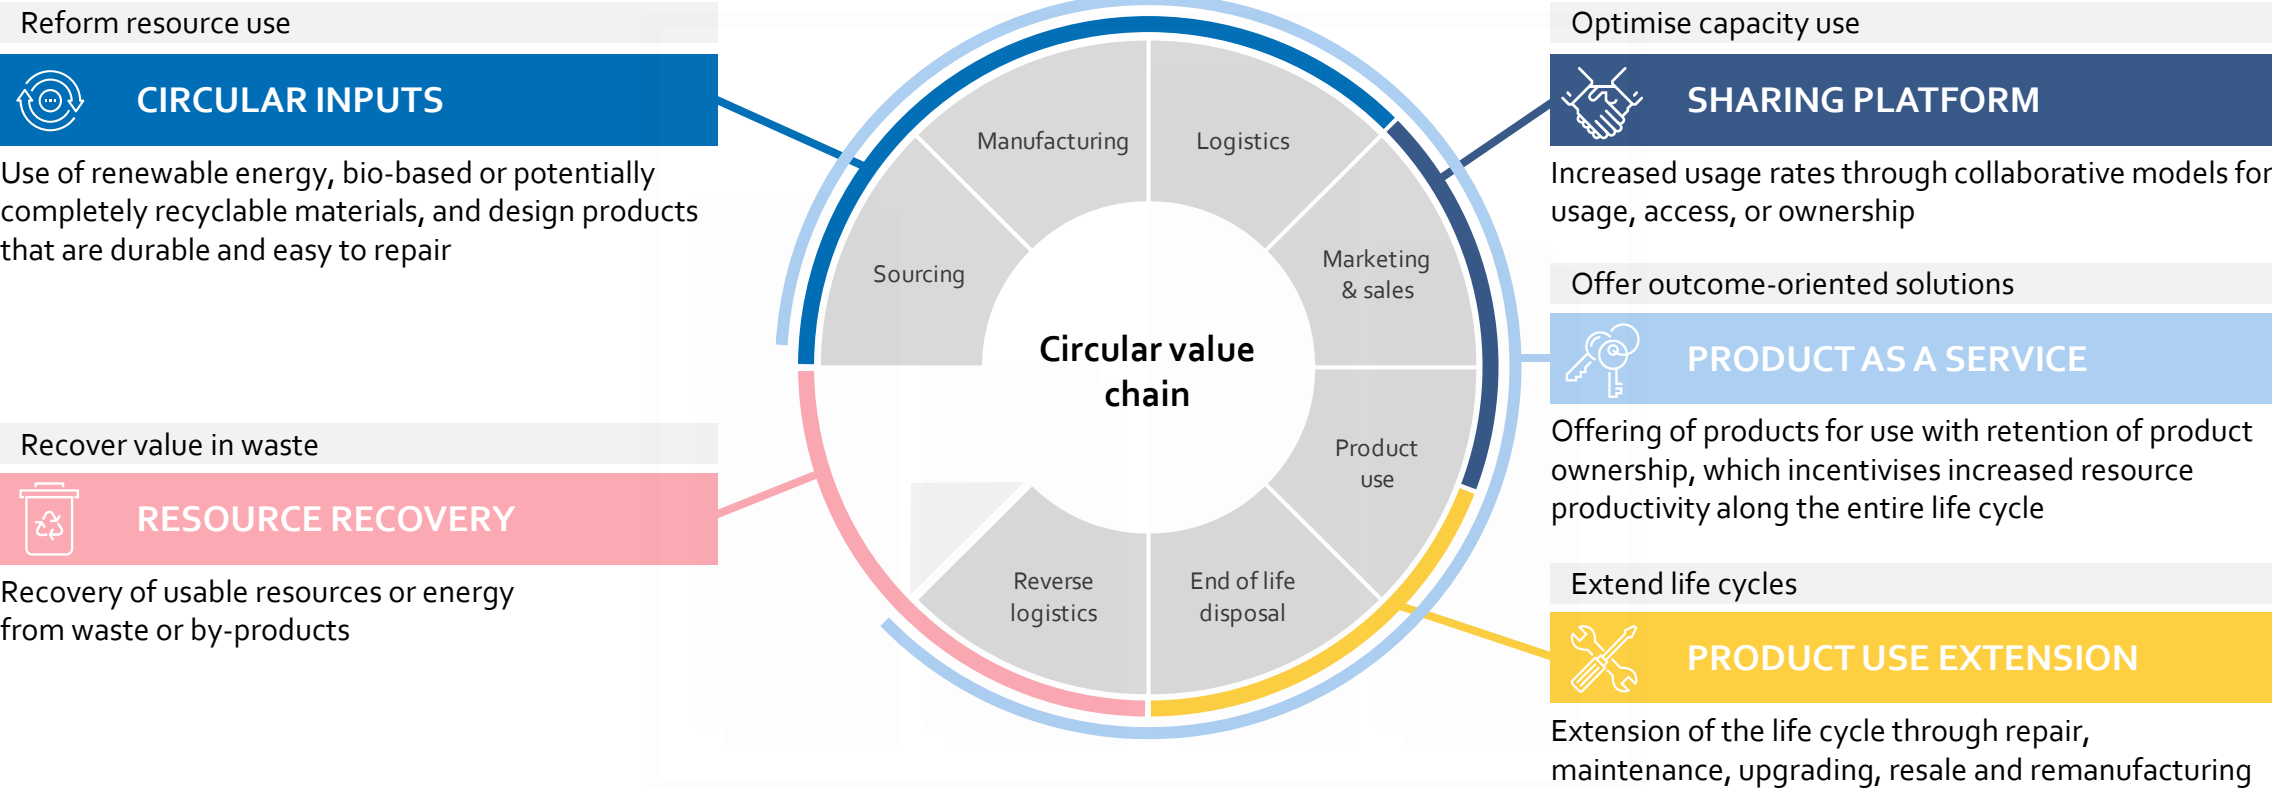 Reform resource use
CIRCULAR INPUTS
Use of renewable energy, bio-based or potentially
completely recyclable materials, and design products
that are durable and easy to repair
Recover value in waste
RESOURCE RECOVERY
Recovery of usable resources or energy
from waste or by-products
Manufacturing
Logistics
Sourcing
Marketing
& sales
Circular value
chain
Product
use
Reverse
logistics
End of life
disposal
Optimise capacity use
SHARING PLATFORM
Increased usage rates through collaborative models for
usage, access, or ownership
Offer outcome-oriented solutions
PRODUCT AS A SERVICE
Offering of products for use with retention of product
ownership, which incentivises increased resource
productivity along the entire life cycle
Extend life cycles
PRODUCT USE EXTENSION
Extension of the life cycle through repair,
maintenance, upgrading, resale and remanufacturing